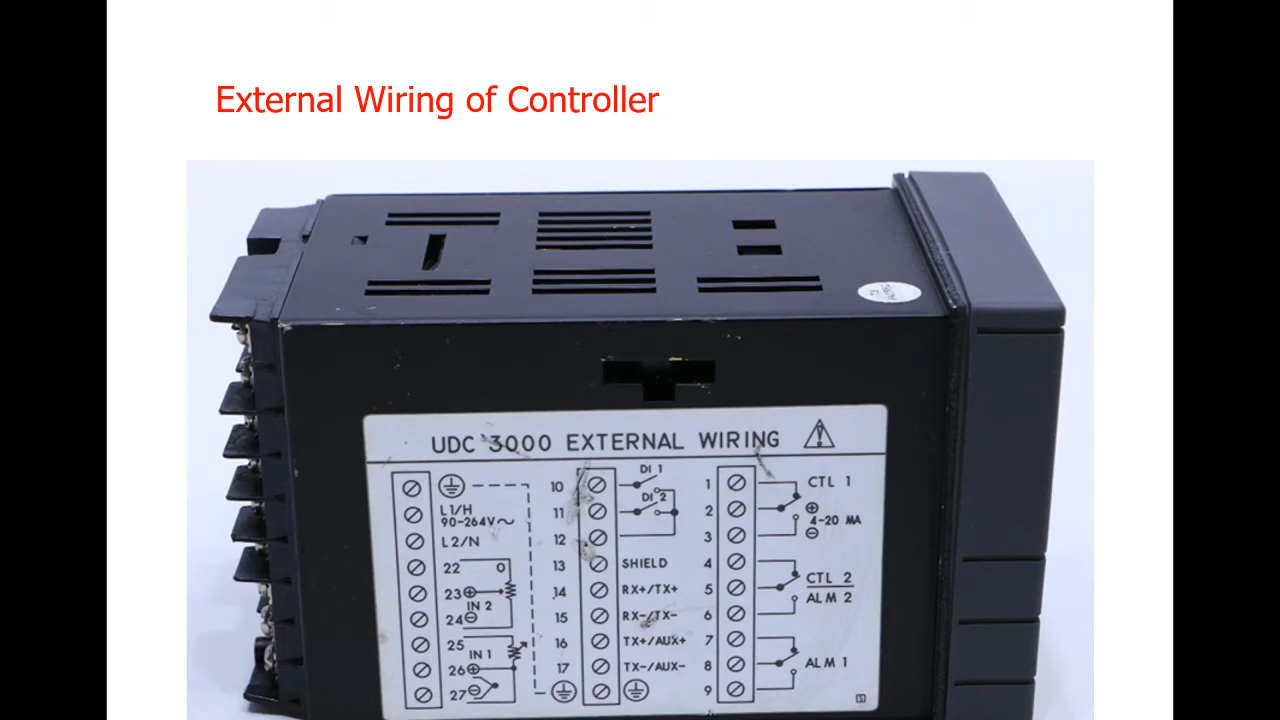 External Wiring of Controller
UDC 3000 EXTERNAL WIRING
L1/H
90-264V
L2/N
22 0
23
IN 2
24
25
IN 1
26
27
10 DI 1
11 DI 2
12
13 SHIELD
14 RX+/TX+
15 RX-/TX-
16 TX+/AUX+
17 TX-/AUX-
1 CTL 1
2
4-20 MA
3
4
CTL 2
5
ALM 2
6
7
8 ALM 1
9